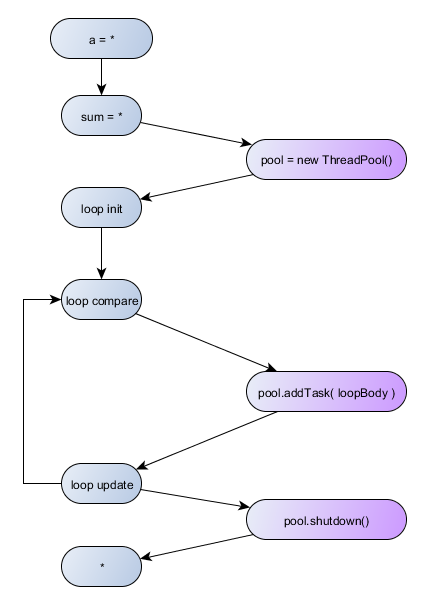 a = *
sum = *
pool = new ThreadPool()
loop init
loop compare
pool.addTask( loopBody )
loop update
pool.shutdown()
*